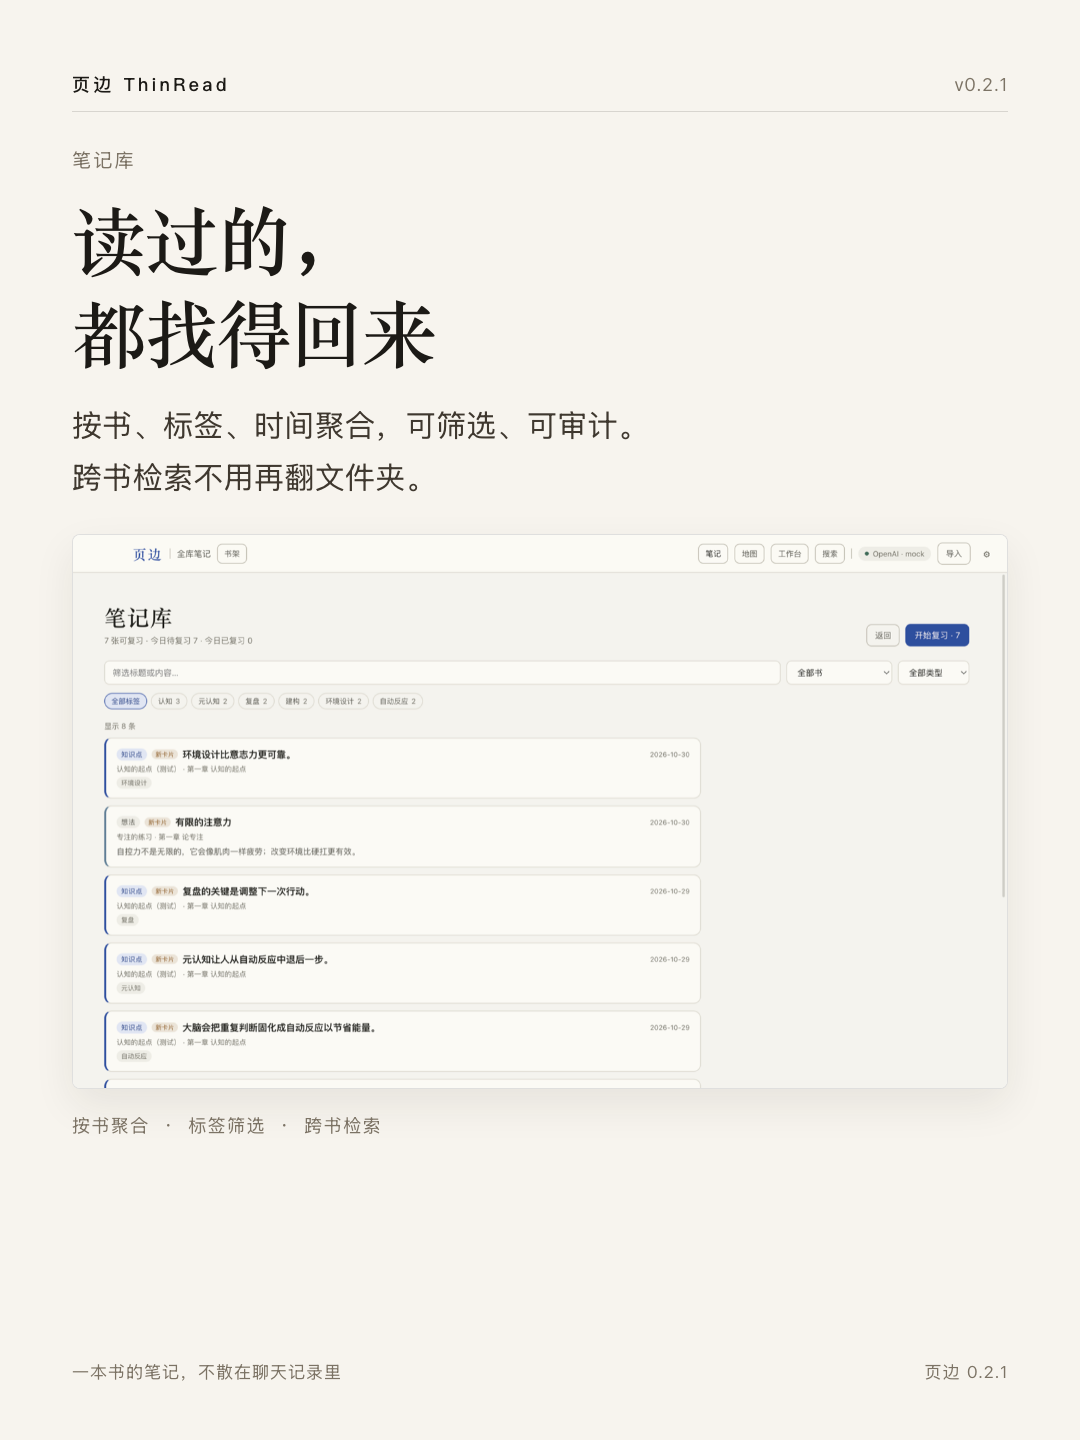 页边 ThinRead
v0.2.1
笔记库
读过的，
都找得回来
按书、标签、时间聚合，可筛选、可审计。
跨书检索不用再翻文件夹。
页边 | 全库笔记 书架
笔记 地图 工作台 搜索 | OpenAI · mock 导入
笔记库
7 张可复习 · 今日待复习 7 · 今日已复习 0
返回 开始复习 · 7
筛选标题或内容... 全部书 全部类型
全部标签 认知 3 元认知 2 复盘 2 建构 2 环境设计 2 自动反应 2
显示 8 条
知识点 新卡片 环境设计比意志力更可靠。 2026-10-30
认知的起点（测试） · 第一章 认知的起点
环境设计
想法 新卡片 有限的注意力 2026-10-30
专注的练习 · 第一章 论专注
自控力不是无限的，它会像肌肉一样疲劳；改变环境比硬扛更有效。
知识点 新卡片 复盘的关键是调整下一次行动。 2026-10-29
认知的起点（测试） · 第一章 认知的起点
复盘
知识点 新卡片 元认知让人从自动反应中退后一步。 2026-10-29
认知的起点（测试） · 第一章 认知的起点
元认知
知识点 新卡片 大脑会把重复判断固化成自动反应以节省能量。 2026-10-29
认知的起点（测试） · 第一章 认知的起点
自动反应
按书聚合 · 标签筛选 · 跨书检索
一本书的笔记，不散在聊天记录里
页边 0.2.1